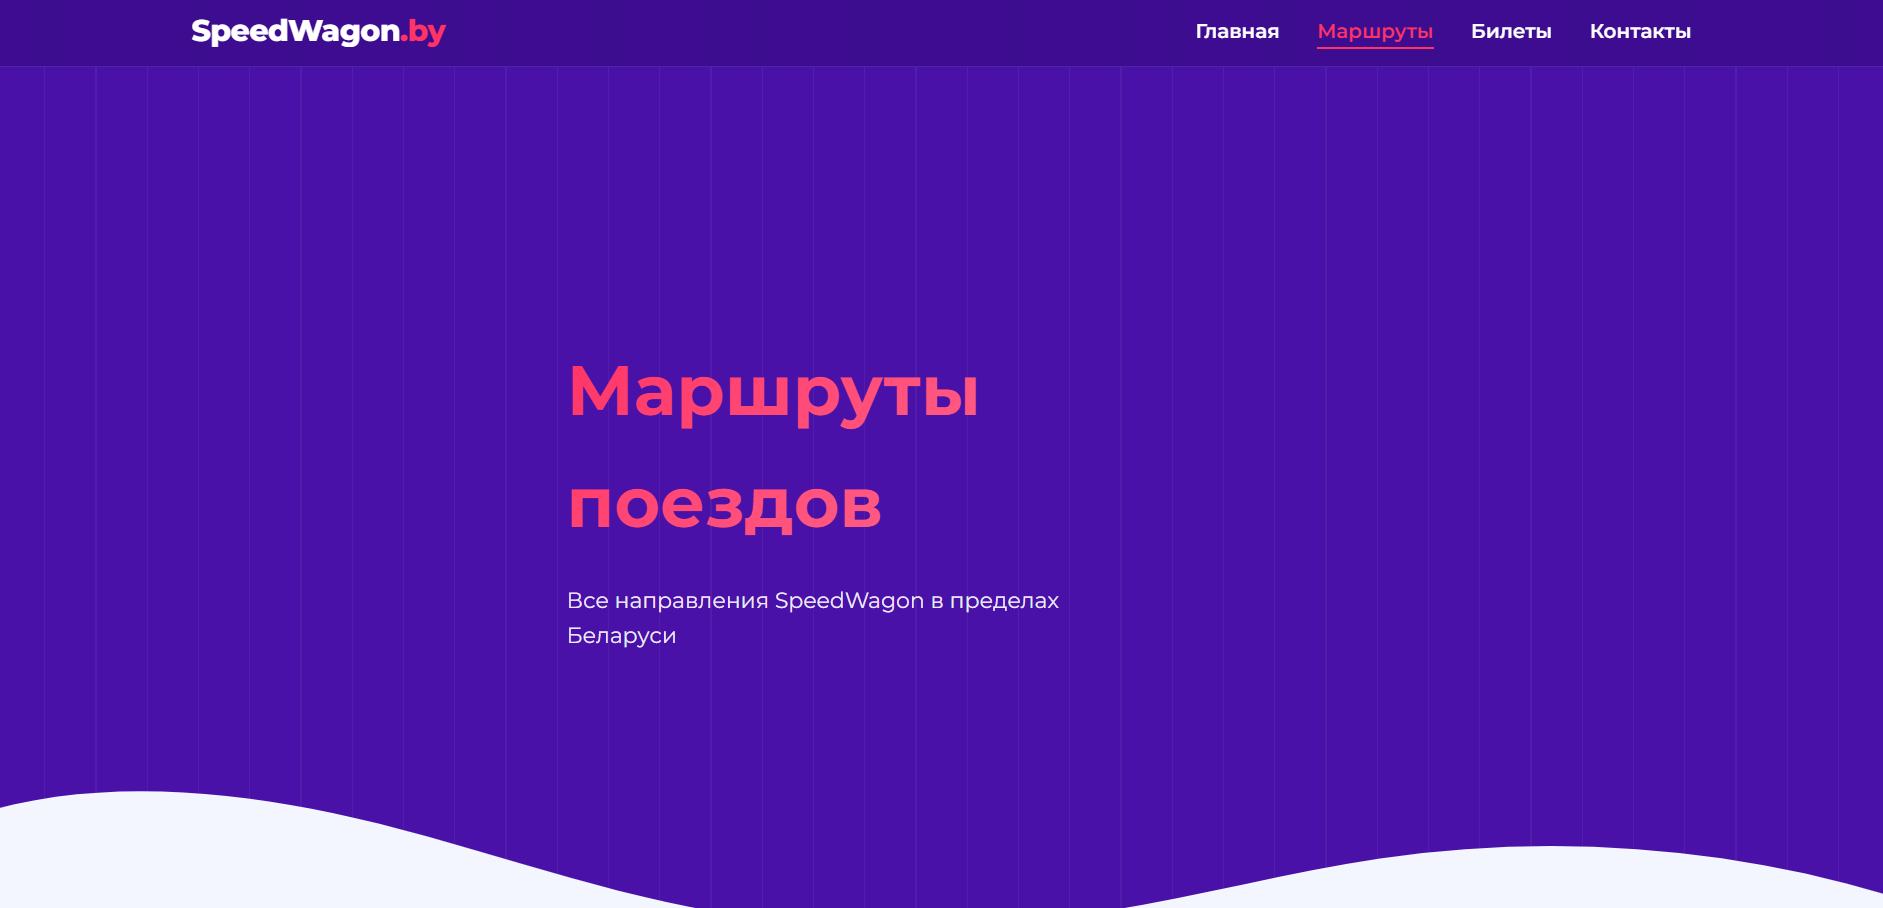 SpeedWagon.by
Главная Маршруты Билеты Контакты
Маршруты
поездов
Все направления SpeedWagon в пределах
Беларуси